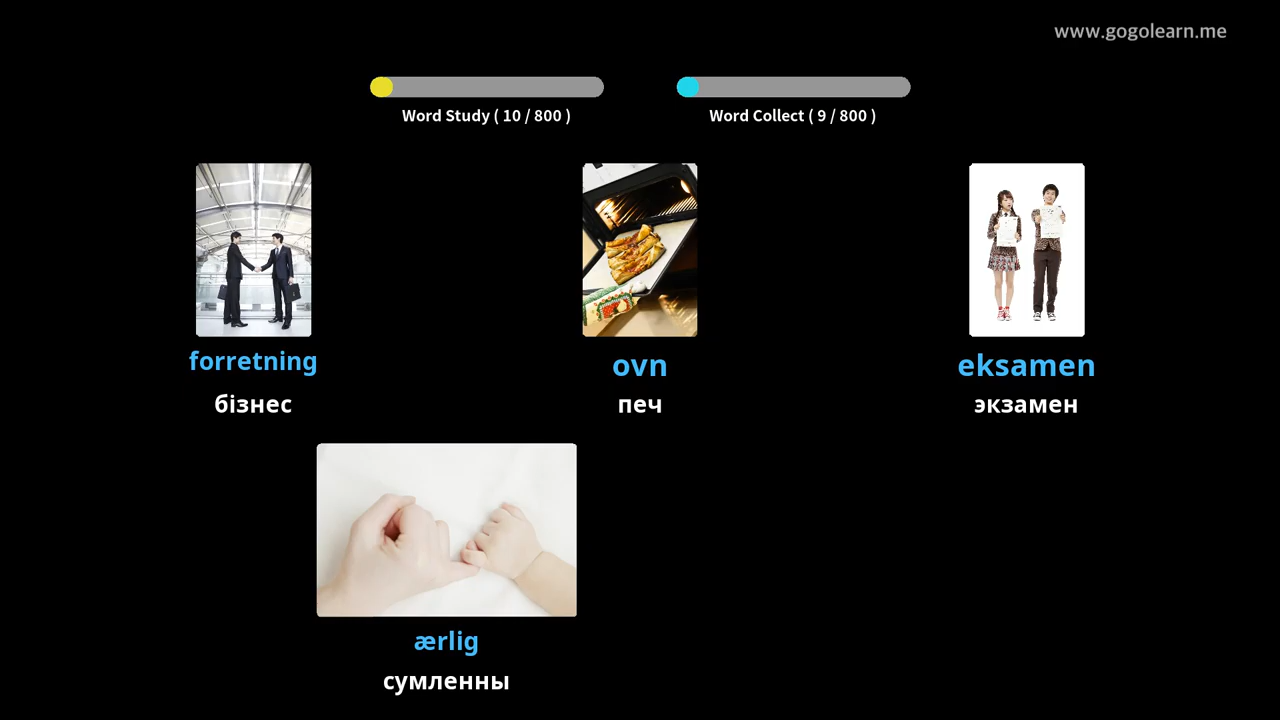 www.gogolearn.me
Word Study ( 10 / 800 )
Word Collect ( 9 / 800 )
forretning
бізнес
ovn
печ
eksamen
экзамен
ærlig
сумленны